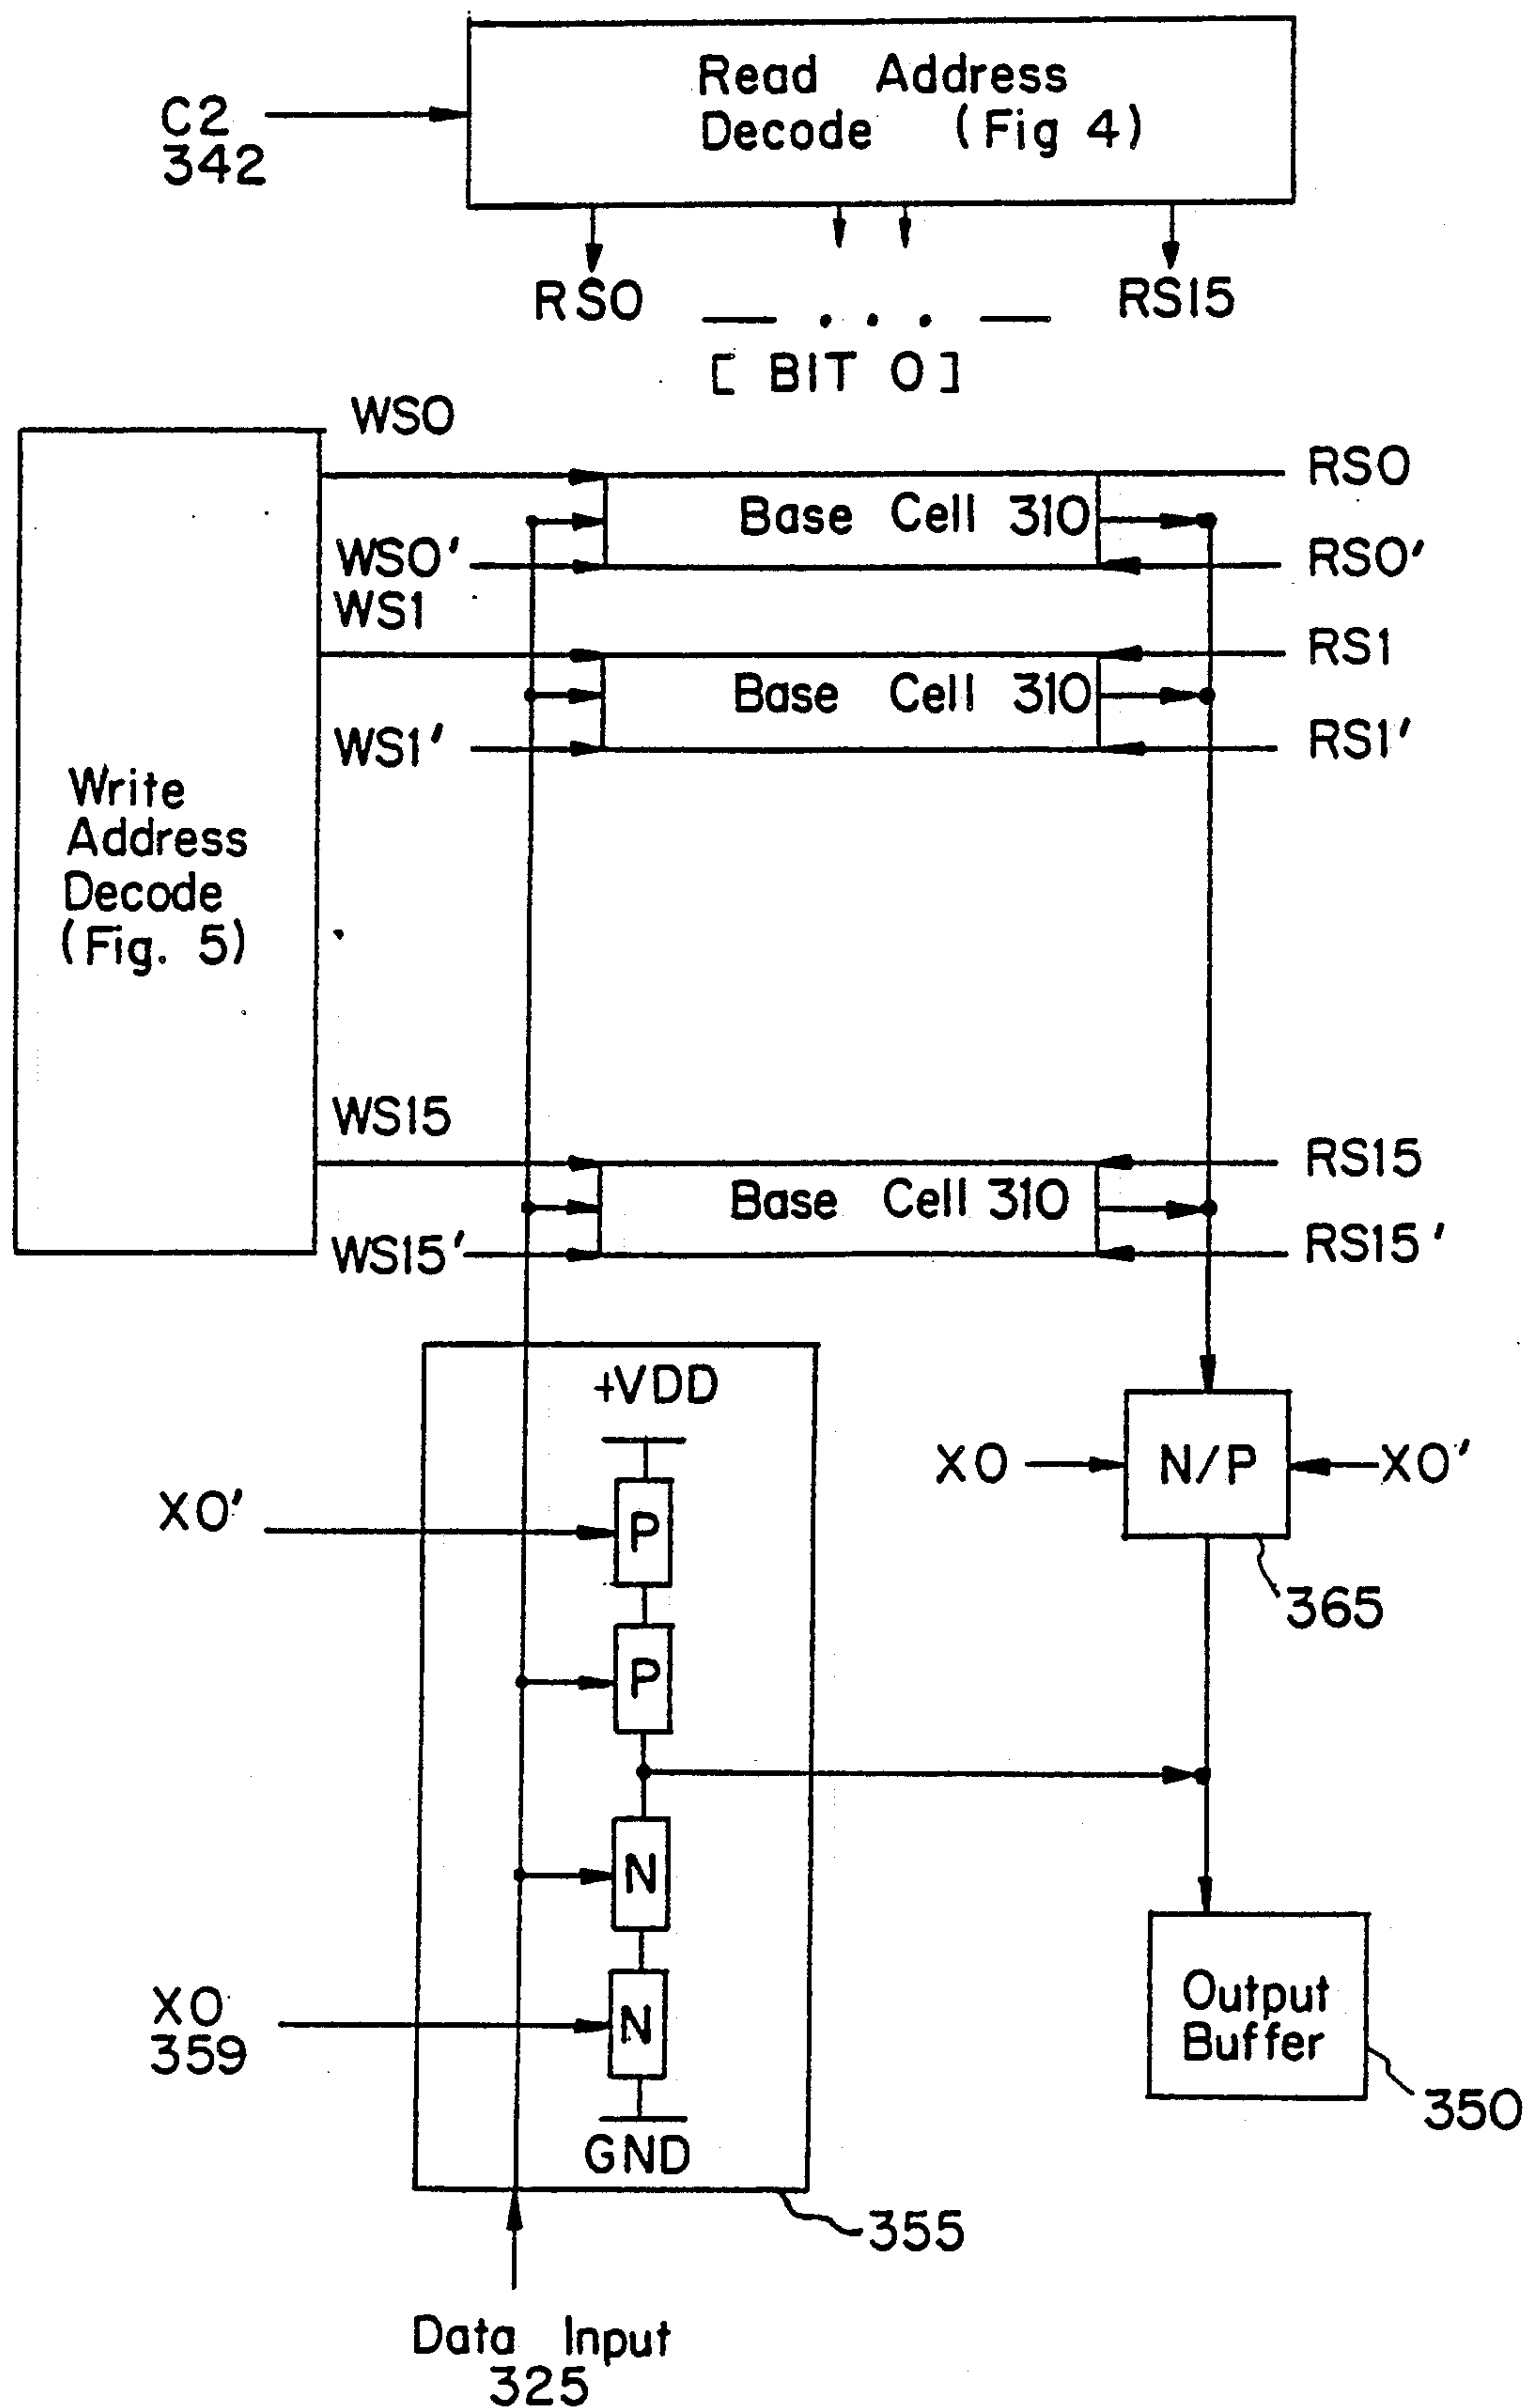 Read Address
Decode (Fig 4)
C2
342
RS0
RS15
— . . . —
[ BIT 0 ]
WS0
RS0
Base Cell 310
WS0'
RS0'
WS1
RS1
Base Cell 310
WS1'
RS1'
Write
Address
Decode
(Fig. 5)
WS15
RS15
Base Cell 310
WS15'
RS15'
+VDD
X0
N/P
X0'
X0'
P
365
P
N
X0
359
N
Output
Buffer
350
GND
355
Data Input
325